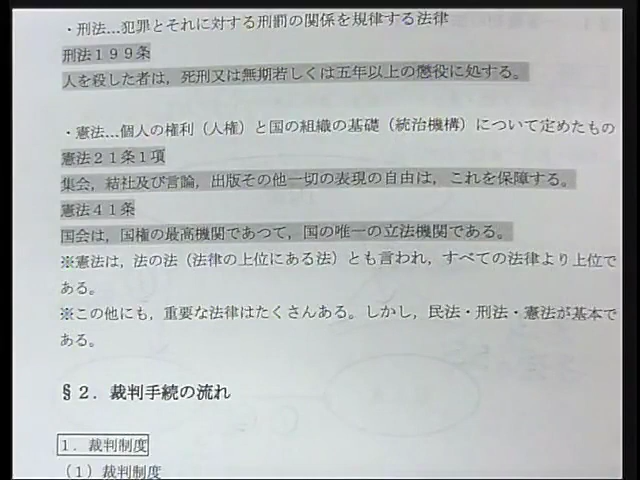 ・刑法…犯罪とそれに対する刑罰の関係を規律する法律
刑法１９９条
人を殺した者は，死刑又は無期若しくは五年以上の懲役に処する。
・憲法…個人の権利（人権）と国の組織の基礎（統治機構）について定めたもの
憲法２１条１項
集会，結社及び言論，出版その他一切の表現の自由は，これを保障する。
憲法４１条
国会は，国権の最高機関であつて，国の唯一の立法機関である。
※憲法は，法の法（法律の上位にある法）とも言われ，すべての法律より上位で
ある。
※この他にも，重要な法律はたくさんある。しかし，民法・刑法・憲法が基本で
ある。
§２．裁判手続の流れ
１．裁判制度
（１）裁判制度